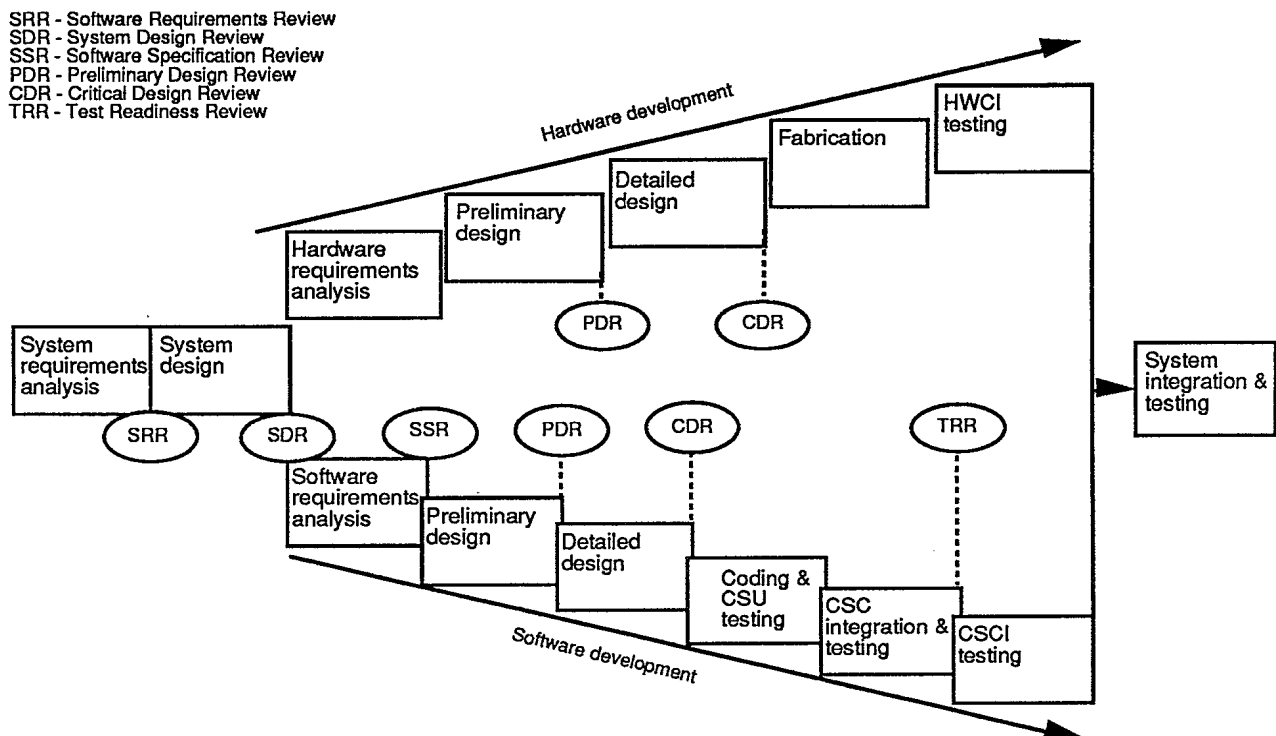 SRR - Software Requirements Review
SDR - System Design Review
SSR - Software Specification Review
PDR - Preliminary Design Review
CDR - Critical Design Review
TRR - Test Readiness Review
Hardware development
HWCI
testing
Fabrication
Detailed
design
Preliminary
design
Hardware
requirements
analysis
PDR
CDR
System
requirements
analysis
System
design
System
integration &
testing
SRR
SDR
SSR
PDR
CDR
TRR
Software
requirements
analysis
Preliminary
design
Detailed
design
Coding &
CSU
testing
CSC
integration &
testing
CSCI
testing
Software development